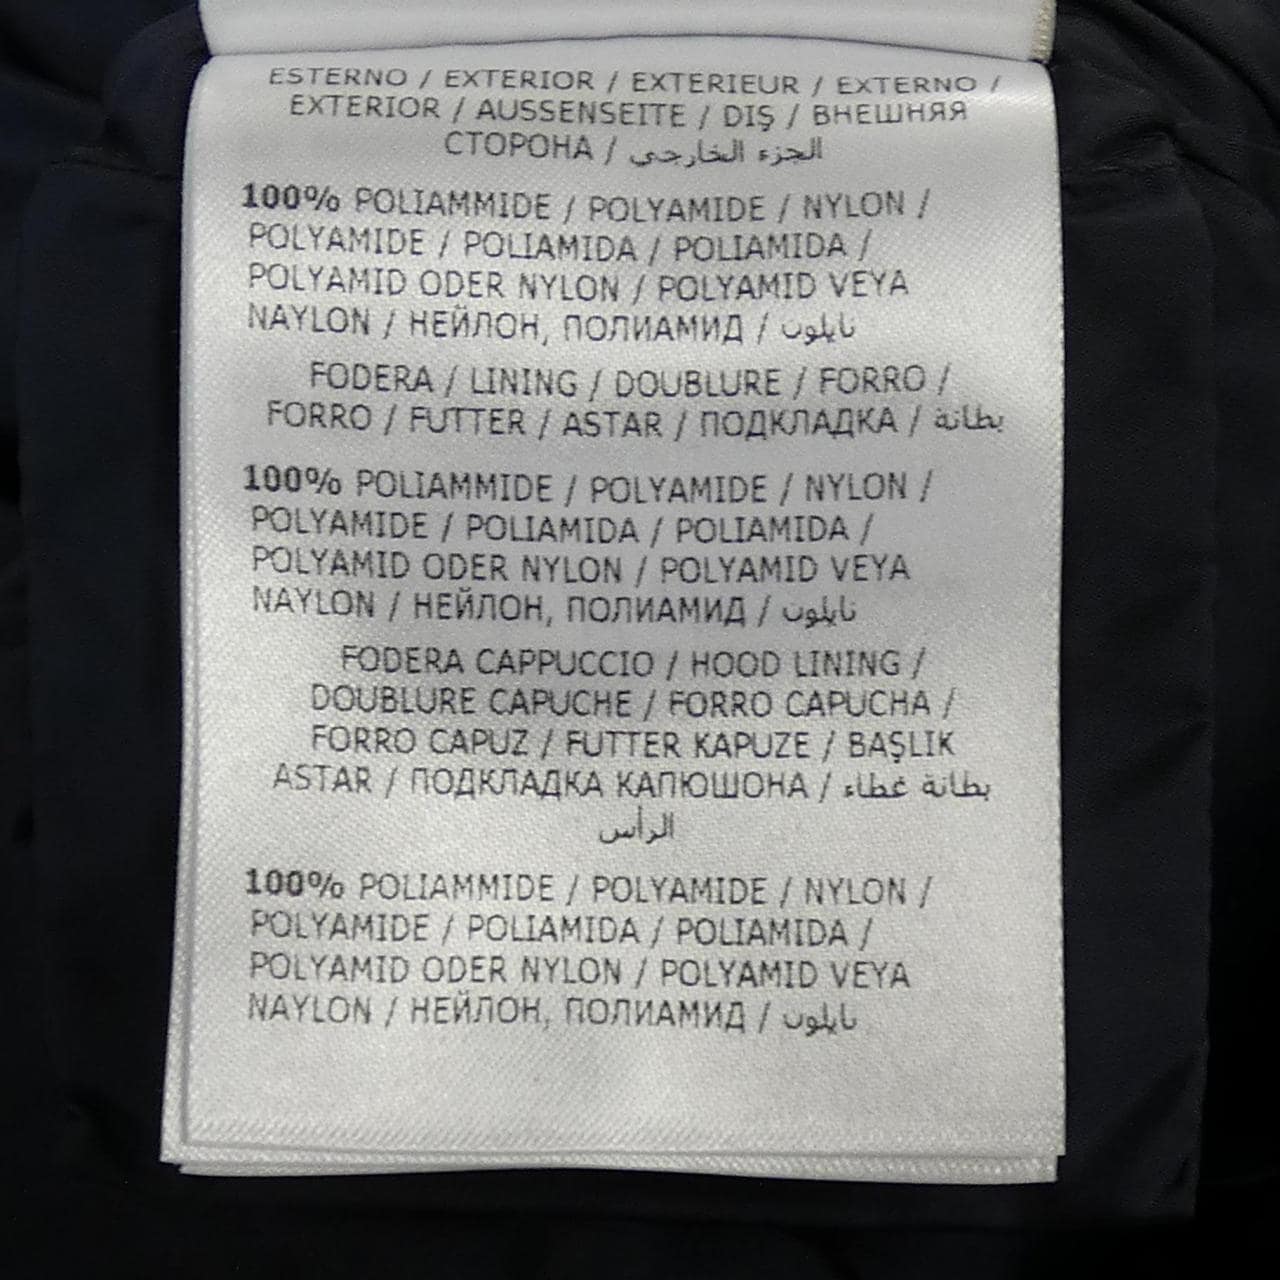 ESTERNO / EXTERIOR / EXTERIEUR / EXTERNO /
EXTERIOR / AUSSENSEITE / DIŞ / ВНЕШНЯЯ
СТОРОНА / الجزء الخارجي
100% POLIAMMIDE / POLYAMIDE / NYLON /
POLYAMIDE / POLIAMIDA / POLIAMIDA /
POLYAMID ODER NYLON / POLYAMID VEYA
NAYLON / НЕЙЛОН, ПОЛИАМИД / نايلون
FODERA / LINING / DOUBLURE / FORRO /
FORRO / FUTTER / ASTAR / ПОДКЛАДКА / بطانة
100% POLIAMMIDE / POLYAMIDE / NYLON /
POLYAMIDE / POLIAMIDA / POLIAMIDA /
POLYAMID ODER NYLON / POLYAMID VEYA
NAYLON / НЕЙЛОН, ПОЛИАМИД / نايلون
FODERA CAPPUCCIO / HOOD LINING /
DOUBLURE CAPUCHE / FORRO CAPUCHA /
FORRO CAPUZ / FUTTER KAPUZE / BAŞLIK
ASTAR / ПОДКЛАДКА КАПЮШОНА / بطانة غطاء
الرأس
100% POLIAMMIDE / POLYAMIDE / NYLON /
POLYAMIDE / POLIAMIDA / POLIAMIDA /
POLYAMID ODER NYLON / POLYAMID VEYA
NAYLON / НЕЙЛОН, ПОЛИАМИД / نايلون